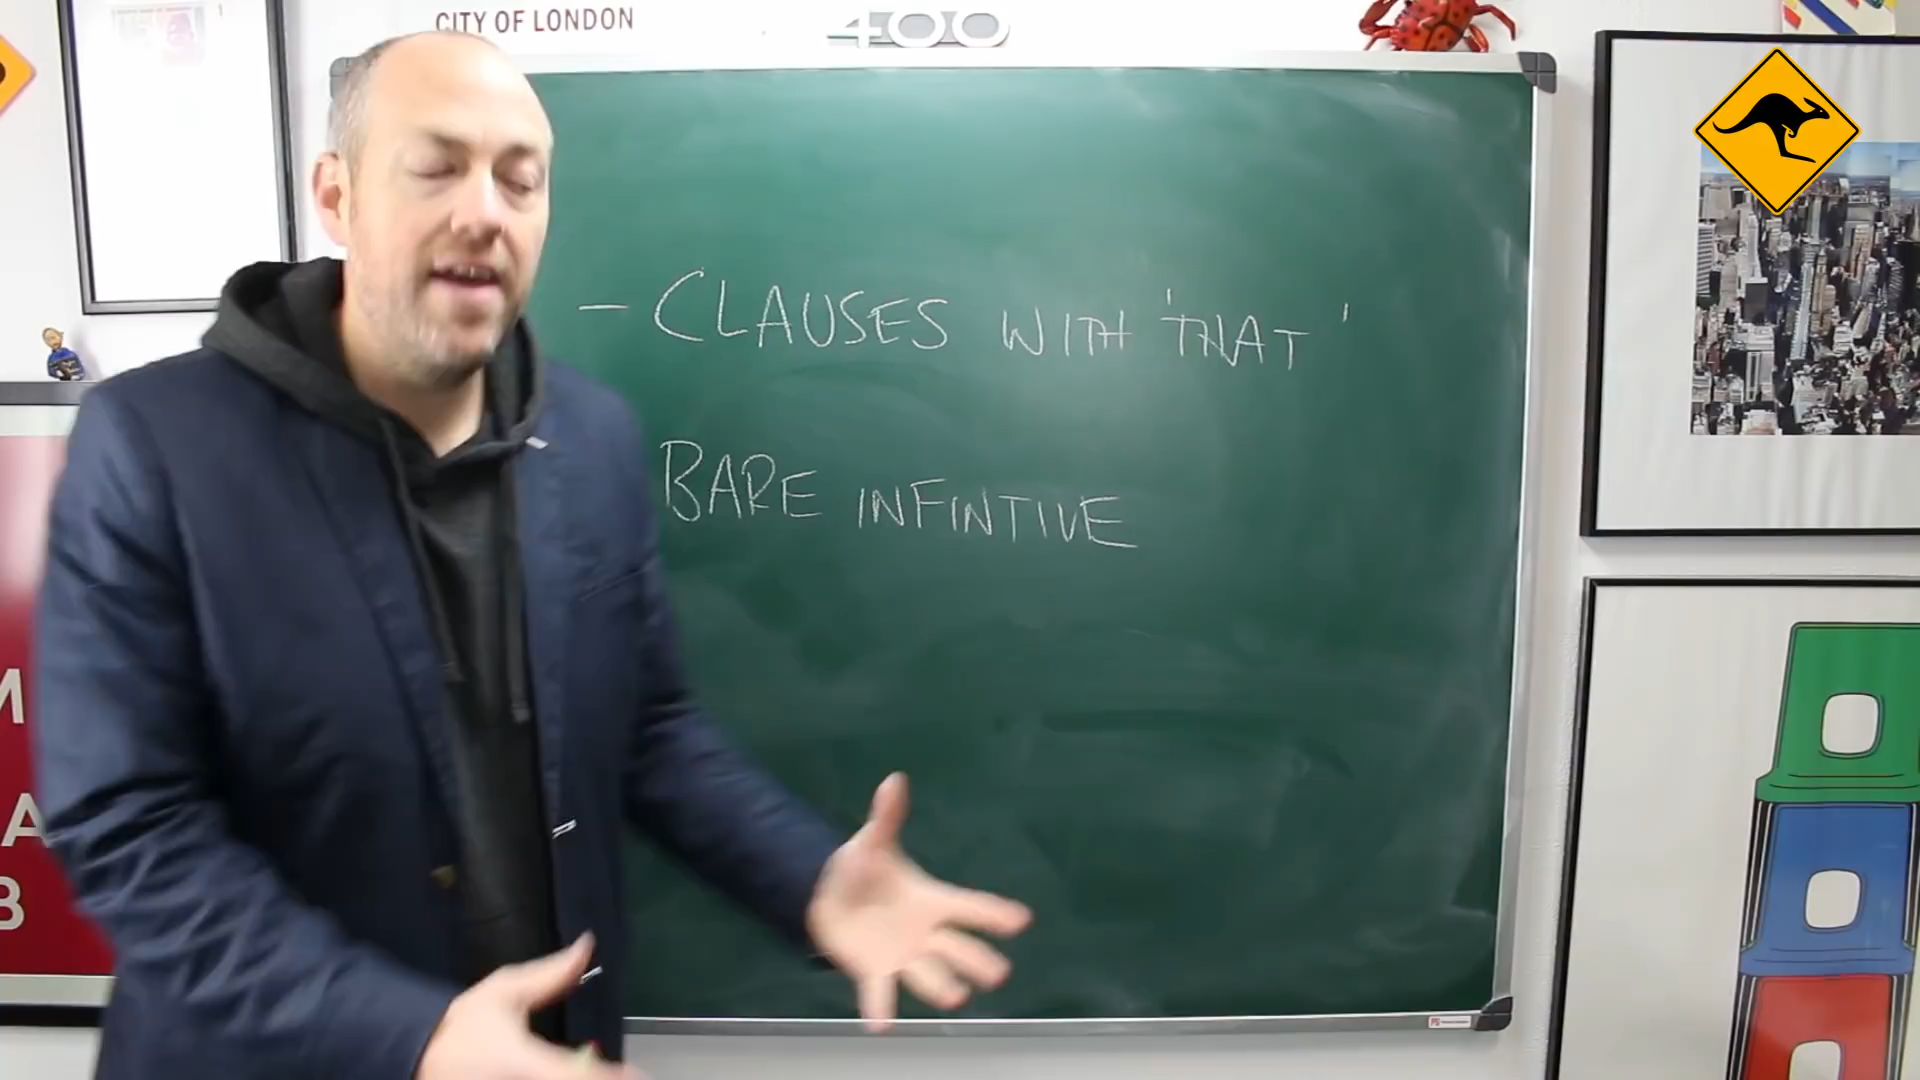 CITY OF LONDON
400
- CLAUSES WITH 'THAT'
BARE INFINTIVE
M
A
B